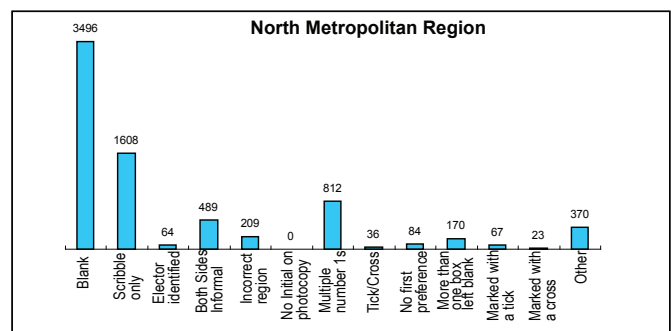 North Metropolitan Region
3496
1608
64
489
209
0
812
36
84
170
67
23
370
Blank
Scribble
only
Elector
identified
Both Sides
Informal
Incorrect
region
No Initial on
photocopy
Multiple
number 1s
Tick/Cross
No first
preference
More than
one box
left blank
Marked with
a tick
Marked with
a cross
Other